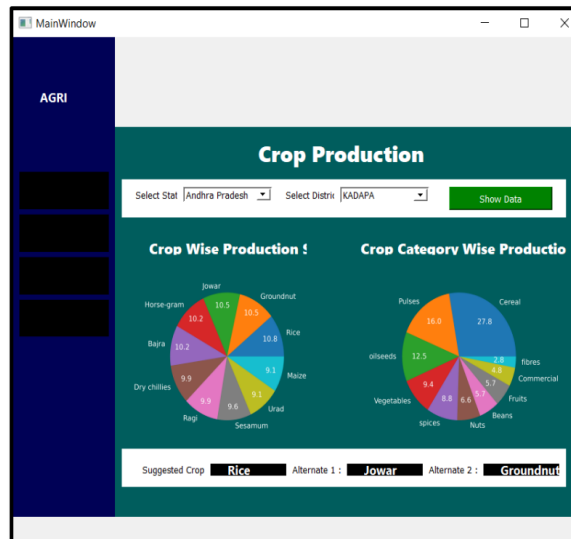 MainWindow
AGRI
Crop Production
Select Stat Andhra Pradesh Select Distric KADAPA Show Data
Crop Wise Production S
Crop Category Wise Productio
Jowar
10.5
Groundnut
10.5
Horse-gram
10.2
Rice
10.8
Bajra
10.2
Maize
9.1
Dry chillies
9.9
Urad
9.1
Ragi
9.9
Sesamum
9.6
Pulses
16.0
Cereal
27.8
oilseeds
12.5
fibres
2.8
Commercial
4.8
Vegetables
9.4
Fruits
5.7
spices
8.8
Nuts
6.6
Beans
5.7
Suggested Crop Rice Alternate 1 : Jowar Alternate 2 : Groundnut